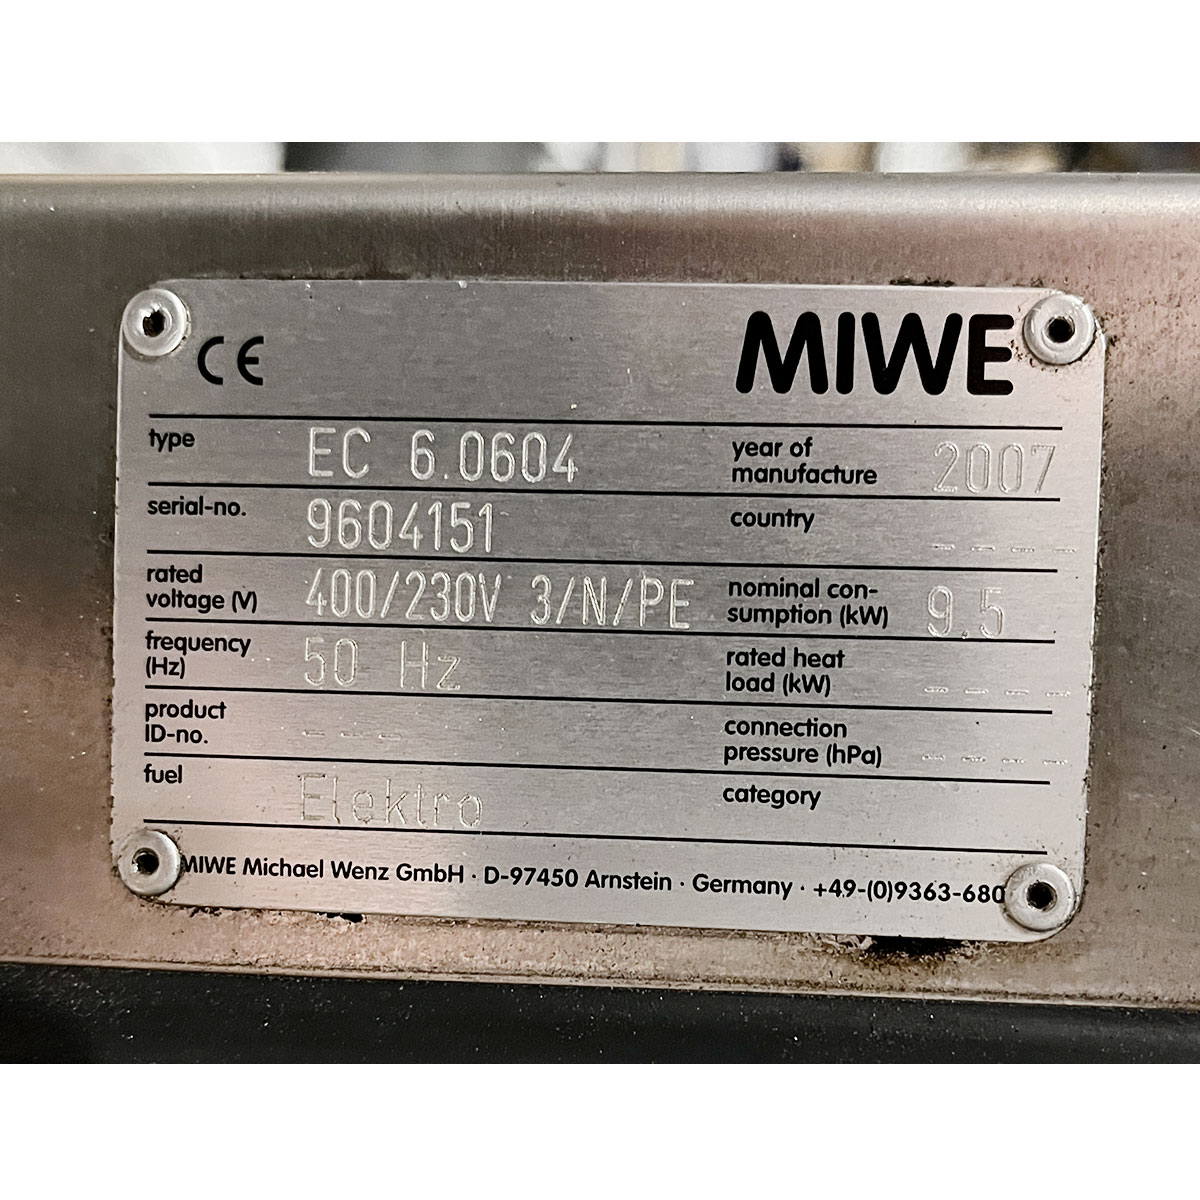 CE MIWE
type EC 6.0604 year of manufacture 2007
serial-no. 9604151 country - - - -
rated voltage (V) 400/230V 3/N/PE nominal con-sumption (kW) 9.5
frequency (Hz) 50 Hz rated heat load (kW) - - - -
product ID-no. - - - connection pressure (hPa) - - - -
fuel Elektro category
MIWE Michael Wenz GmbH · D-97450 Arnstein · Germany · +49-(0)9363-680